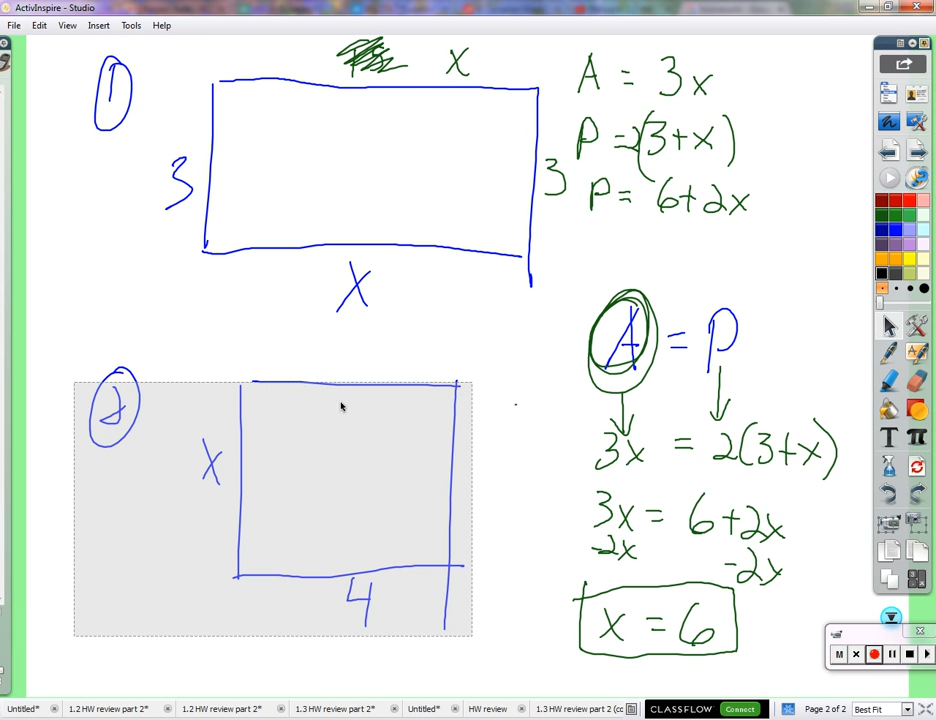 ActivInspire - Studio
File Edit View Insert Tools Help
1
x
3
3
x
A = 3x
P = 2(3+x)
P = 6+2x
A = P
3x = 2(3+x)
3x = 6+2x
-2x -2x
x = 6
2
x
4
M
Untitled* 1.2 HW review part 2* 1.2 HW review part 2* 1.3 HW review part 2* Untitled* HW review 1.3 HW review part 2 (cc CLASSFLOW Connect Page 2 of 2 Best Fit